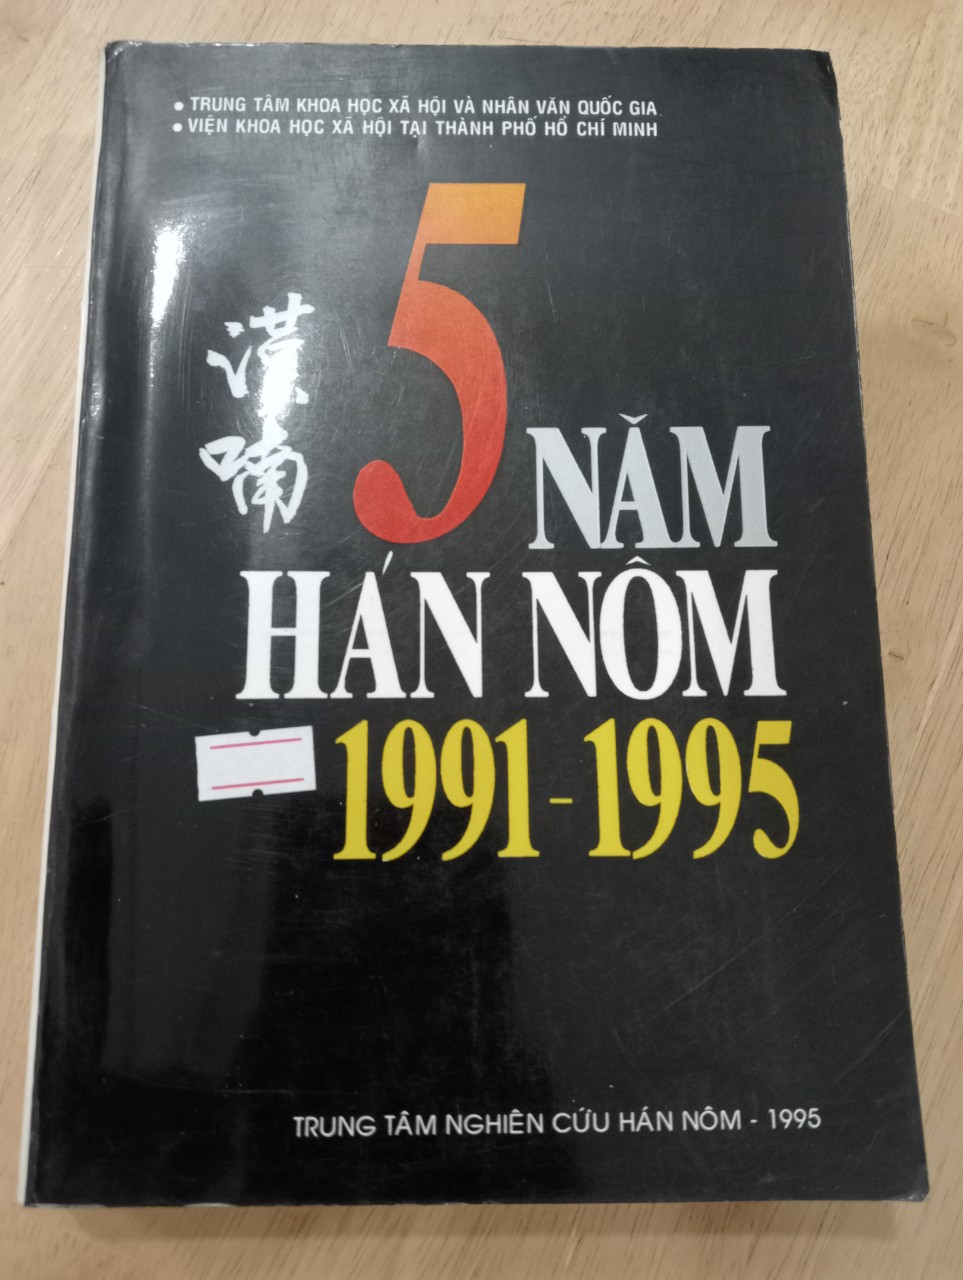 • TRUNG TÂM KHOA HỌC XÃ HỘI VÀ NHÂN VĂN QUỐC GIA
• VIỆN KHOA HỌC XÃ HỘI TẠI THÀNH PHỐ HỒ CHÍ MINH
漢
喃
5
NĂM
HÁN NÔM
1991-1995
TRUNG TÂM NGHIÊN CỨU HÁN NÔM - 1995